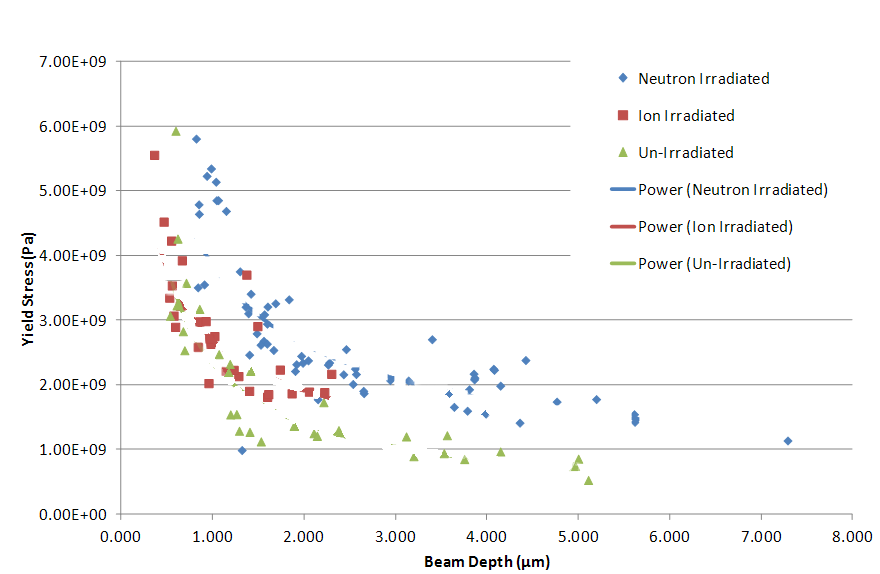 7.00E+09
6.00E+09
5.00E+09
4.00E+09
3.00E+09
2.00E+09
1.00E+09
0.00E+00
Yield Stress (Pa)
0.000 1.000 2.000 3.000 4.000 5.000 6.000 7.000 8.000
Beam Depth (µm)
Neutron Irradiated
Ion Irradiated
Un-Irradiated
Power (Neutron Irradiated)
Power (Ion Irradiated)
Power (Un-Irradiated)